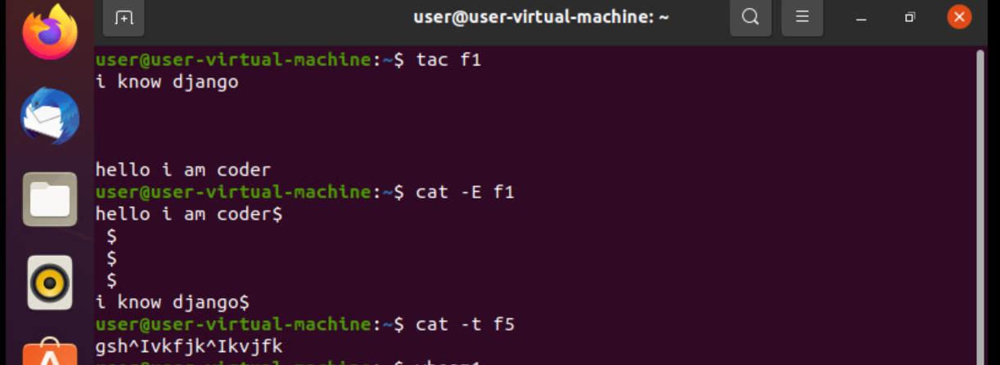 user@user-virtual-machine: ~
user@user-virtual-machine:~$ tac f1
i know django
hello i am coder
user@user-virtual-machine:~$ cat -E f1
hello i am coder$
$
$
$
i know django$
user@user-virtual-machine:~$ cat -t f5
gsh^Ivkfjk^Ikvjfk